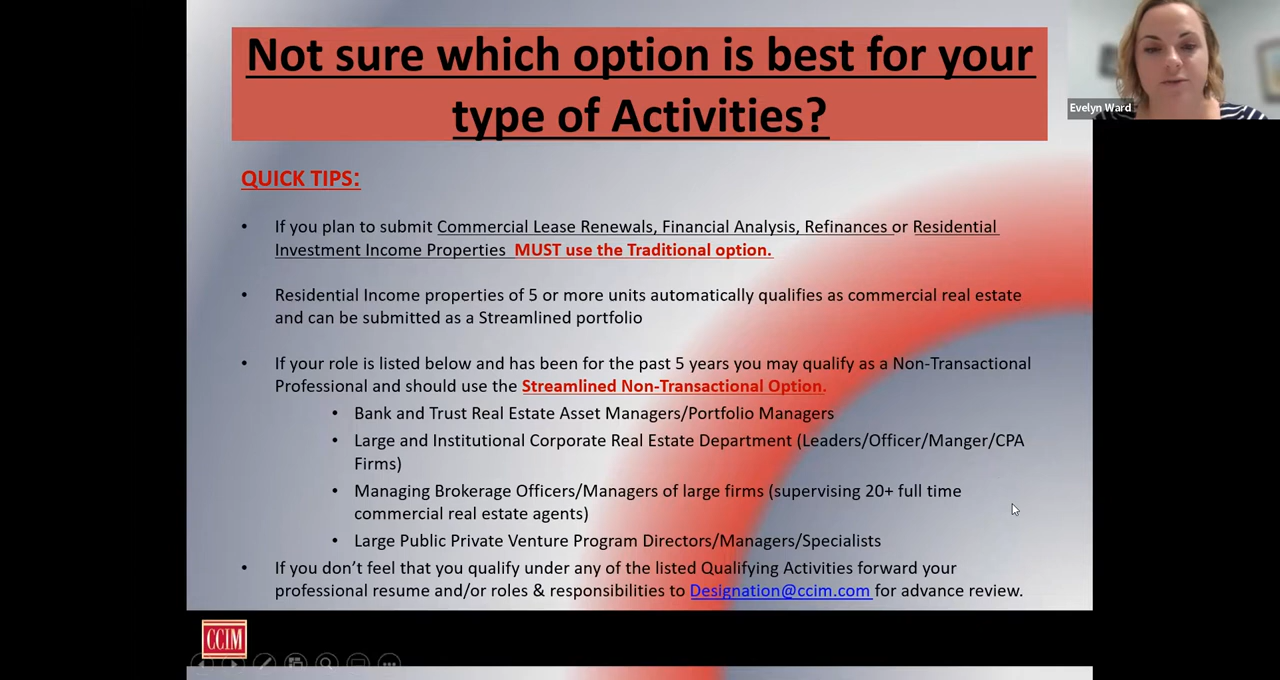 Not sure which option is best for your
type of Activities?
Evelyn Ward
QUICK TIPS:
• If you plan to submit Commercial Lease Renewals, Financial Analysis, Refinances or Residential
Investment Income Properties MUST use the Traditional option.
• Residential Income properties of 5 or more units automatically qualifies as commercial real estate
and can be submitted as a Streamlined portfolio
• If your role is listed below and has been for the past 5 years you may qualify as a Non-Transactional
Professional and should use the Streamlined Non-Transactional Option.
• Bank and Trust Real Estate Asset Managers/Portfolio Managers
• Large and Institutional Corporate Real Estate Department (Leaders/Officer/Manger/CPA
Firms)
• Managing Brokerage Officers/Managers of large firms (supervising 20+ full time
commercial real estate agents)
• Large Public Private Venture Program Directors/Managers/Specialists
• If you don’t feel that you qualify under any of the listed Qualifying Activities forward your
professional resume and/or roles & responsibilities to Designation@ccim.com for advance review.
CCIM